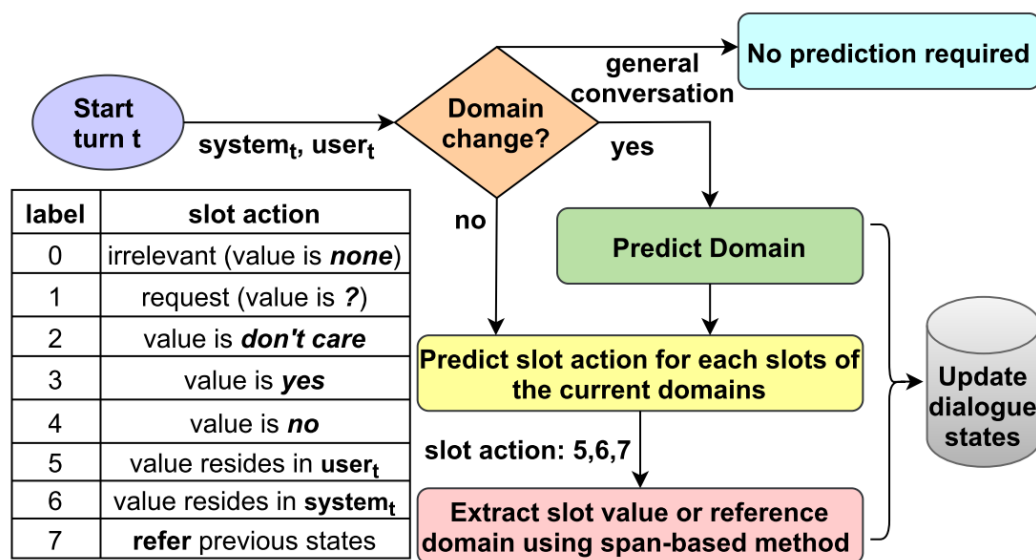 Start
turn t
system_t, user_t
Domain
change?
general
conversation
No prediction required
yes
no
Predict Domain
Predict slot action for each slots of
the current domains
slot action: 5,6,7
Extract slot value or reference
domain using span-based method
Update
dialogue
states
label slot action
0 irrelevant (value is none)
1 request (value is ?)
2 value is don't care
3 value is yes
4 value is no
5 value resides in user_t
6 value resides in system_t
7 refer previous states